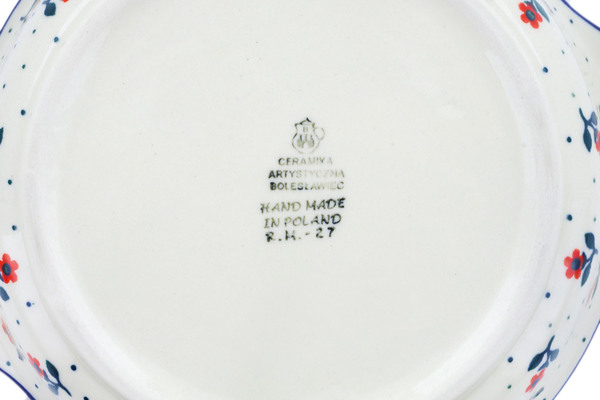 CERAMIKA
ARTYSTYCZNA
BOLESŁAWIEC
HAND MADE
IN POLAND
R.H.-27